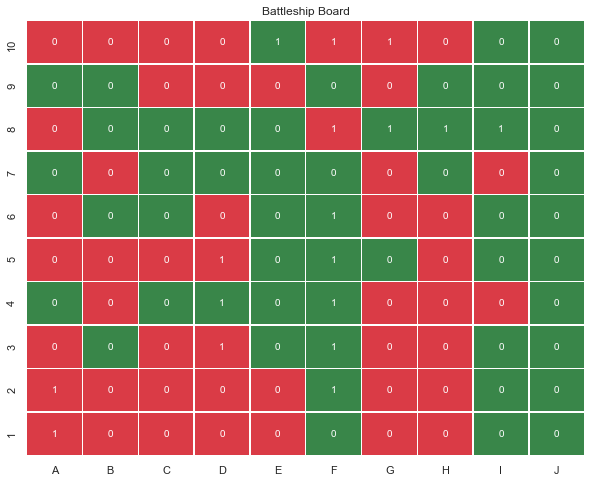 Battleship Board
10 0 0 0 0 1 1 1 0 0 0
9 0 0 0 0 0 0 0 0 0 0
8 0 0 0 0 0 1 1 1 1 0
7 0 0 0 0 0 0 0 0 0 0
6 0 0 0 0 0 1 0 0 0 0
5 0 0 0 1 0 1 0 0 0 0
4 0 0 0 1 0 1 0 0 0 0
3 0 0 0 1 0 1 0 0 0 0
2 1 0 0 0 0 1 0 0 0 0
1 1 0 0 0 0 0 0 0 0 0
A B C D E F G H I J